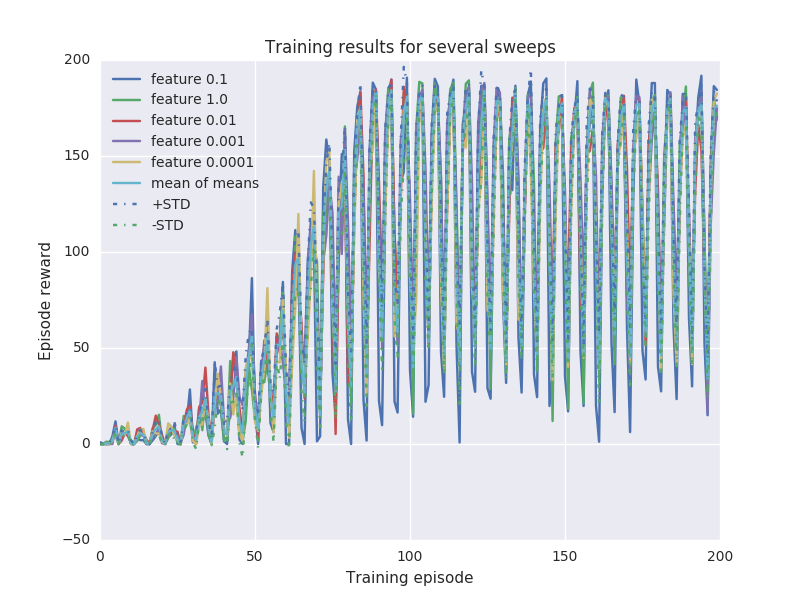 Training results for several sweeps
200
150
100
50
0
−50
Episode reward
feature 0.1
feature 1.0
feature 0.01
feature 0.001
feature 0.0001
mean of means
+STD
-STD
0 50 100 150 200
Training episode